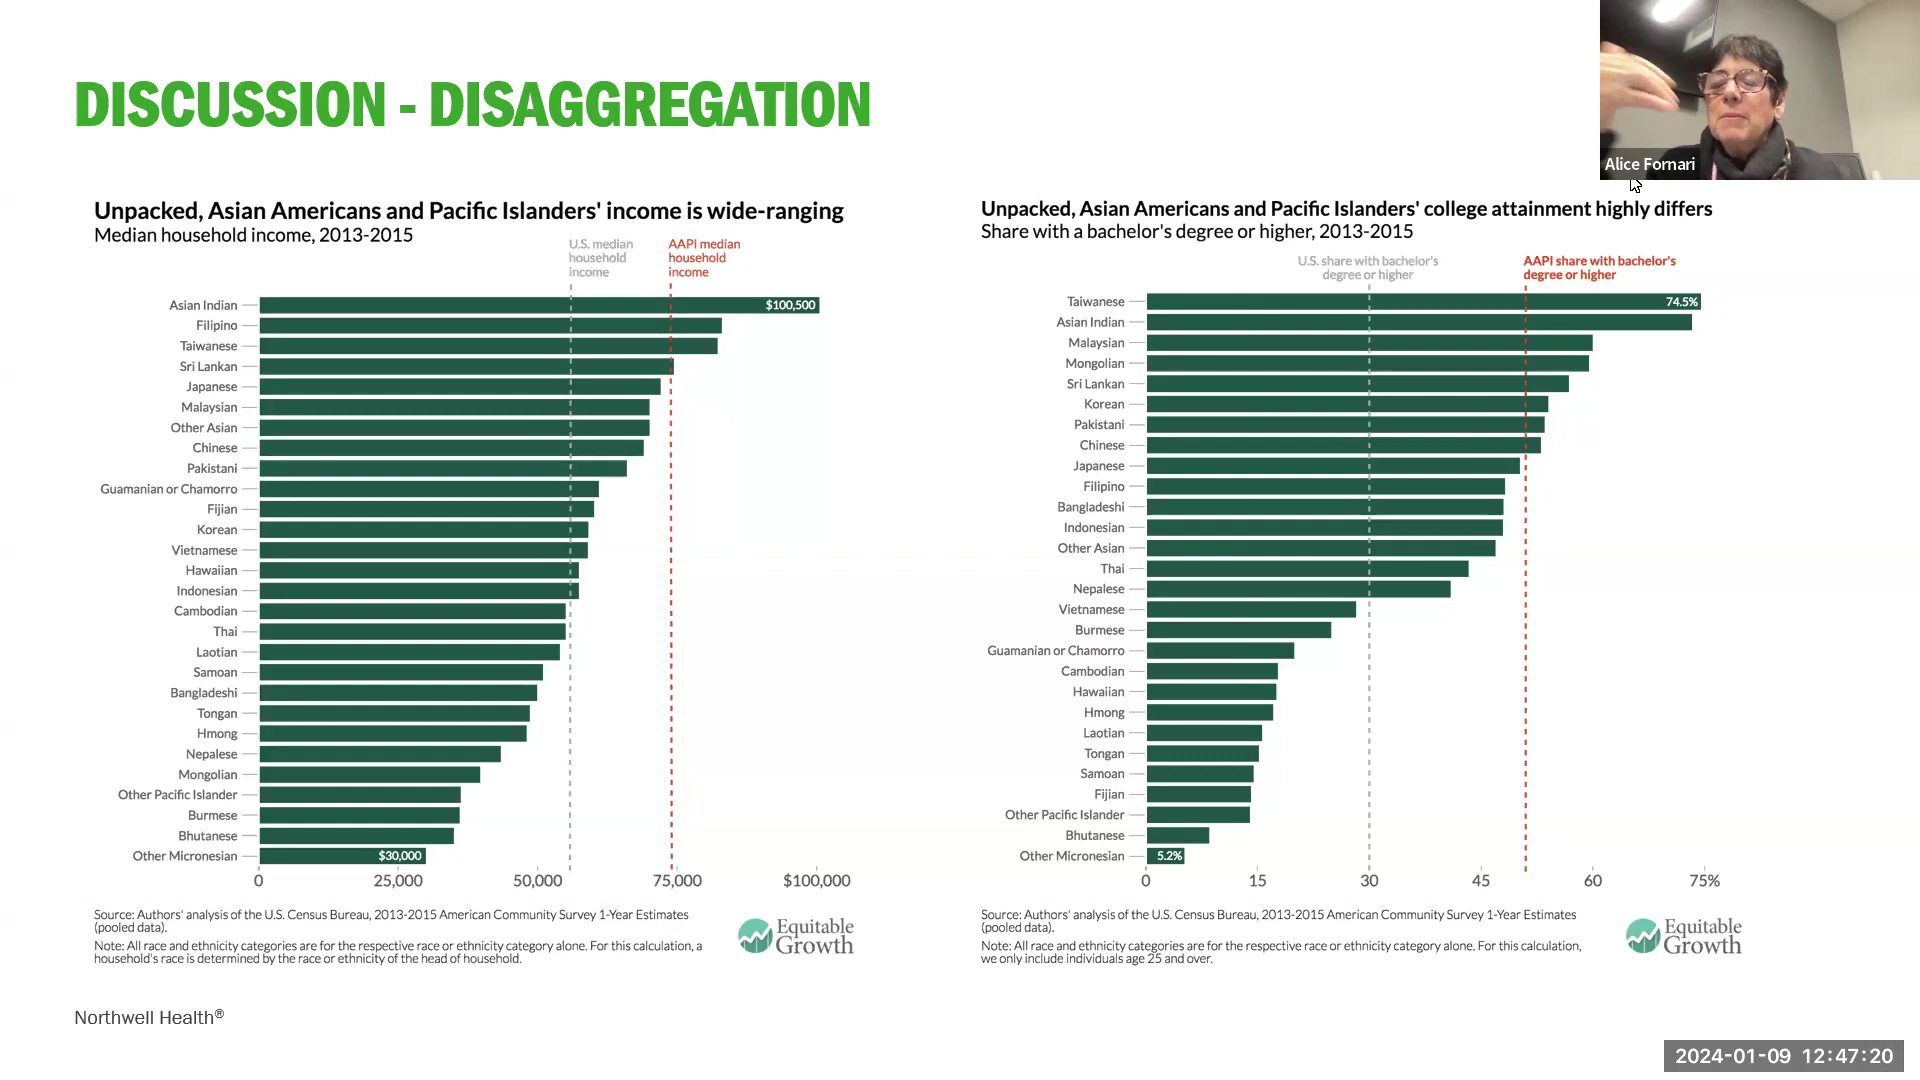 DISCUSSION - DISAGGREGATION
Alice Fornari
Unpacked, Asian Americans and Pacific Islanders' income is wide-ranging
Median household income, 2013-2015
U.S. median
household
income
AAPI median
household
income
Asian Indian
$100,500
Filipino
Taiwanese
Sri Lankan
Japanese
Malaysian
Other Asian
Chinese
Pakistani
Guamanian or Chamorro
Fijian
Korean
Vietnamese
Hawaiian
Indonesian
Cambodian
Thai
Laotian
Samoan
Bangladeshi
Tongan
Hmong
Nepalese
Mongolian
Other Pacific Islander
Burmese
Bhutanese
Other Micronesian
$30,000
0 25,000 50,000 75,000 $100,000
Source: Authors' analysis of the U.S. Census Bureau, 2013-2015 American Community Survey 1-Year Estimates
(pooled data).
Note: All race and ethnicity categories are for the respective race or ethnicity category alone. For this calculation, a
household's race is determined by the race or ethnicity of the head of household.
Equitable
Growth
Unpacked, Asian Americans and Pacific Islanders' college attainment highly differs
Share with a bachelor's degree or higher, 2013-2015
U.S. share with bachelor's
degree or higher
AAPI share with bachelor's
degree or higher
Taiwanese
74.5%
Asian Indian
Malaysian
Mongolian
Sri Lankan
Korean
Pakistani
Chinese
Japanese
Filipino
Bangladeshi
Indonesian
Other Asian
Thai
Nepalese
Vietnamese
Burmese
Guamanian or Chamorro
Cambodian
Hawaiian
Hmong
Laotian
Tongan
Samoan
Fijian
Other Pacific Islander
Bhutanese
Other Micronesian
5.2%
0 15 30 45 60 75%
Source: Authors' analysis of the U.S. Census Bureau, 2013-2015 American Community Survey 1-Year Estimates
(pooled data).
Note: All race and ethnicity categories are for the respective race or ethnicity category alone. For this calculation,
we only include individuals age 25 and over.
Equitable
Growth
Northwell Health®
2024-01-09 12:47:20